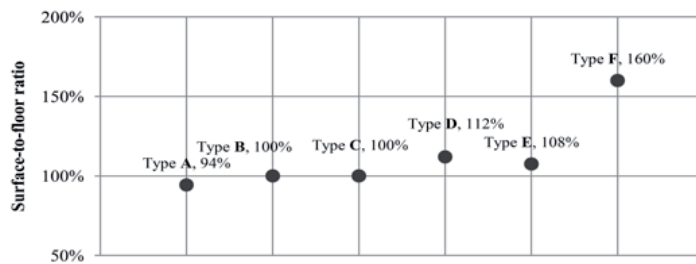 Surface-to-floor ratio
200%
150%
100%
50%
Type A, 94%
Type B, 100%
Type C, 100%
Type D, 112%
Type E, 108%
Type F, 160%